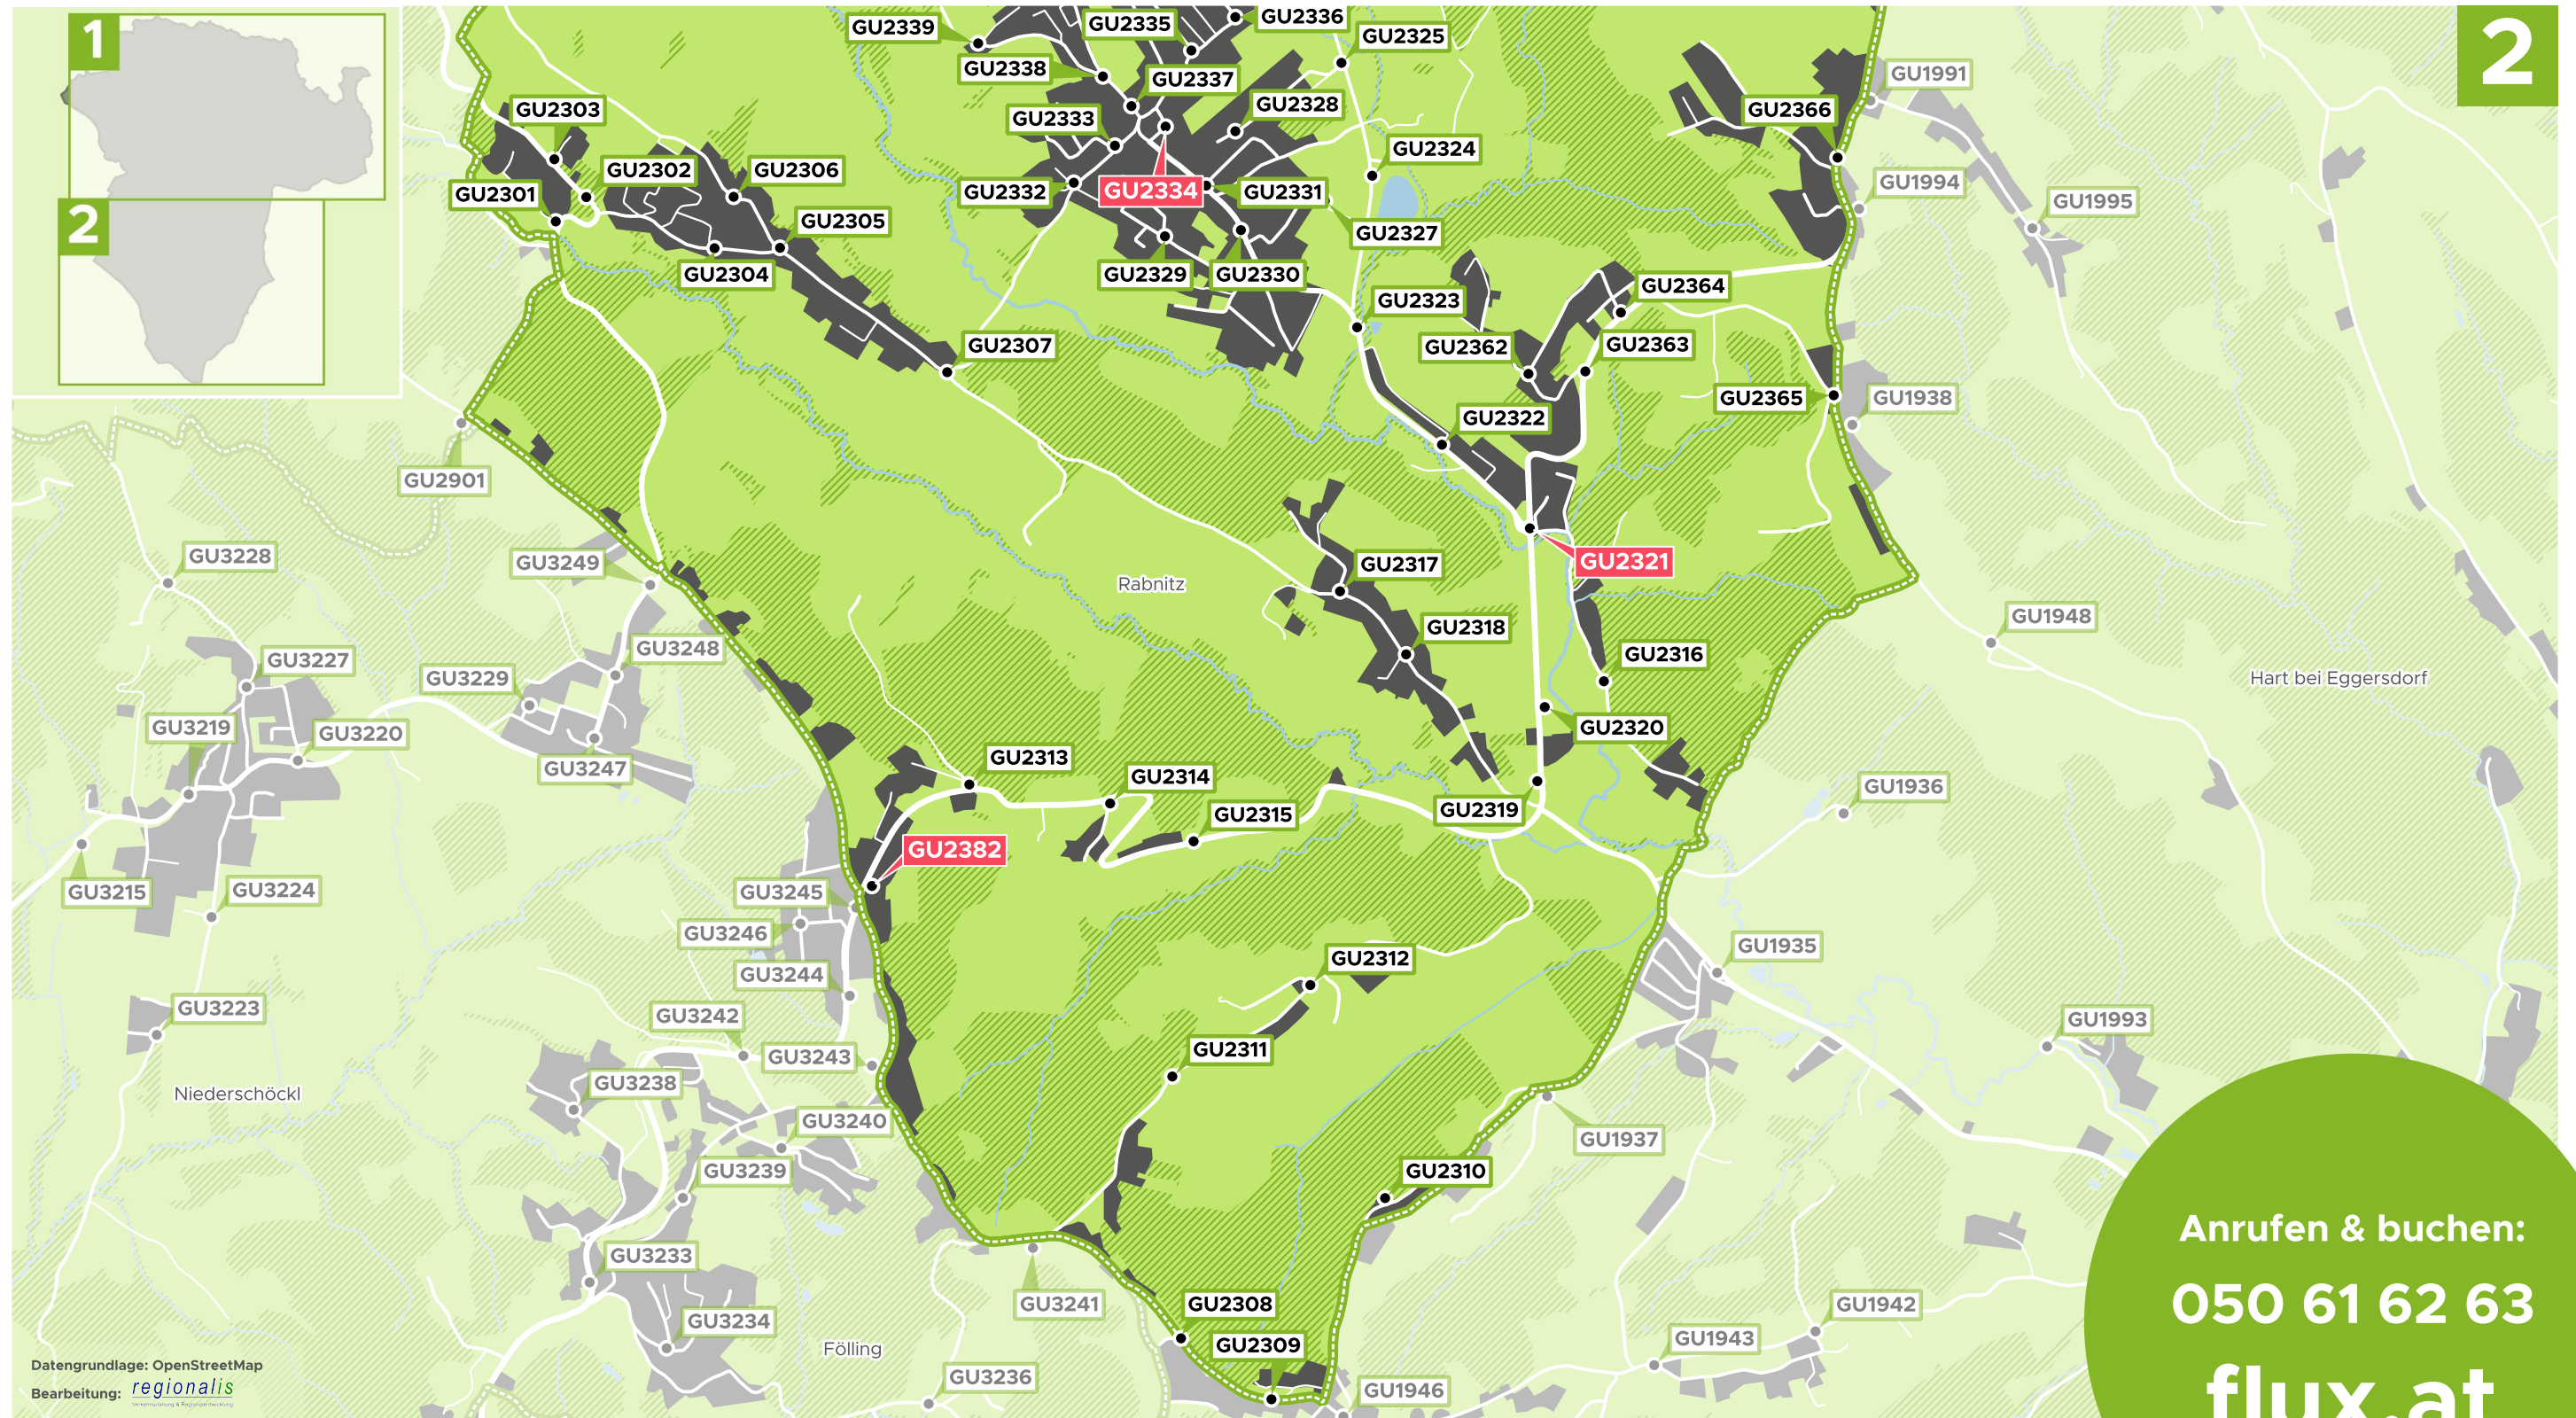 1
2
2
GU2339
GU2335
GU2336
GU2325
GU2338
GU2337
GU1991
GU2303
GU2333
GU2328
GU2366
GU2302
GU2306
GU2324
GU2301
GU2332
GU2334
GU2331
GU1994
GU1995
GU2305
GU2327
GU2304
GU2329
GU2330
GU2364
GU2323
GU2307
GU2362
GU2363
GU2365
GU1938
GU2322
GU2901
GU3228
GU3249
GU2317
GU2321
Rabnitz
GU1948
GU2318
GU3227
GU3248
GU2316
GU3229
Hart bei Eggersdorf
GU3219
GU3220
GU2320
GU3247
GU2313
GU2314
GU1936
GU2315
GU2319
GU2382
GU3215
GU3224
GU3245
GU3246
GU1935
GU2312
GU3244
GU3223
GU3242
GU1993
GU2311
GU3243
GU3238
Niederschöckl
GU3240
GU1937
GU3239
GU2310
GU3233
GU3241
GU2308
GU1942
GU3234
GU2309
GU1943
Fölling
GU3236
GU1946
Anrufen & buchen:
050 61 62 63
flux.at
Datengrundlage: OpenStreetMap
Bearbeitung: regionalis
Verkehrsplanung & Regionalentwicklung